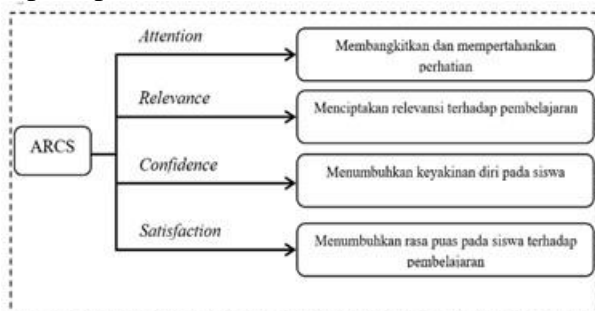 Attention
Membangkitkan dan mempertahankan
perhatian
Relevance
Menciptakan relevansi terhadap pembelajaran
ARCS
Confidence
Menumbuhkan keyakinan diri pada siswa
Satisfaction
Menumbuhkan rasa puas pada siswa terhadap
pembelajaran